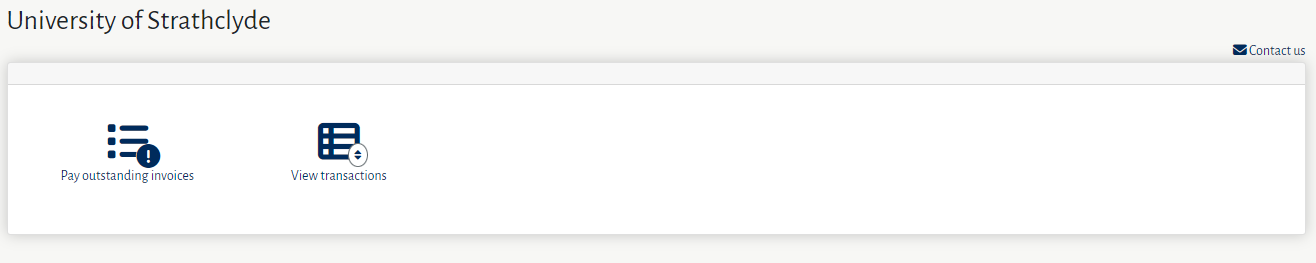 University of Strathclyde
Contact us
Pay outstanding invoices
View transactions